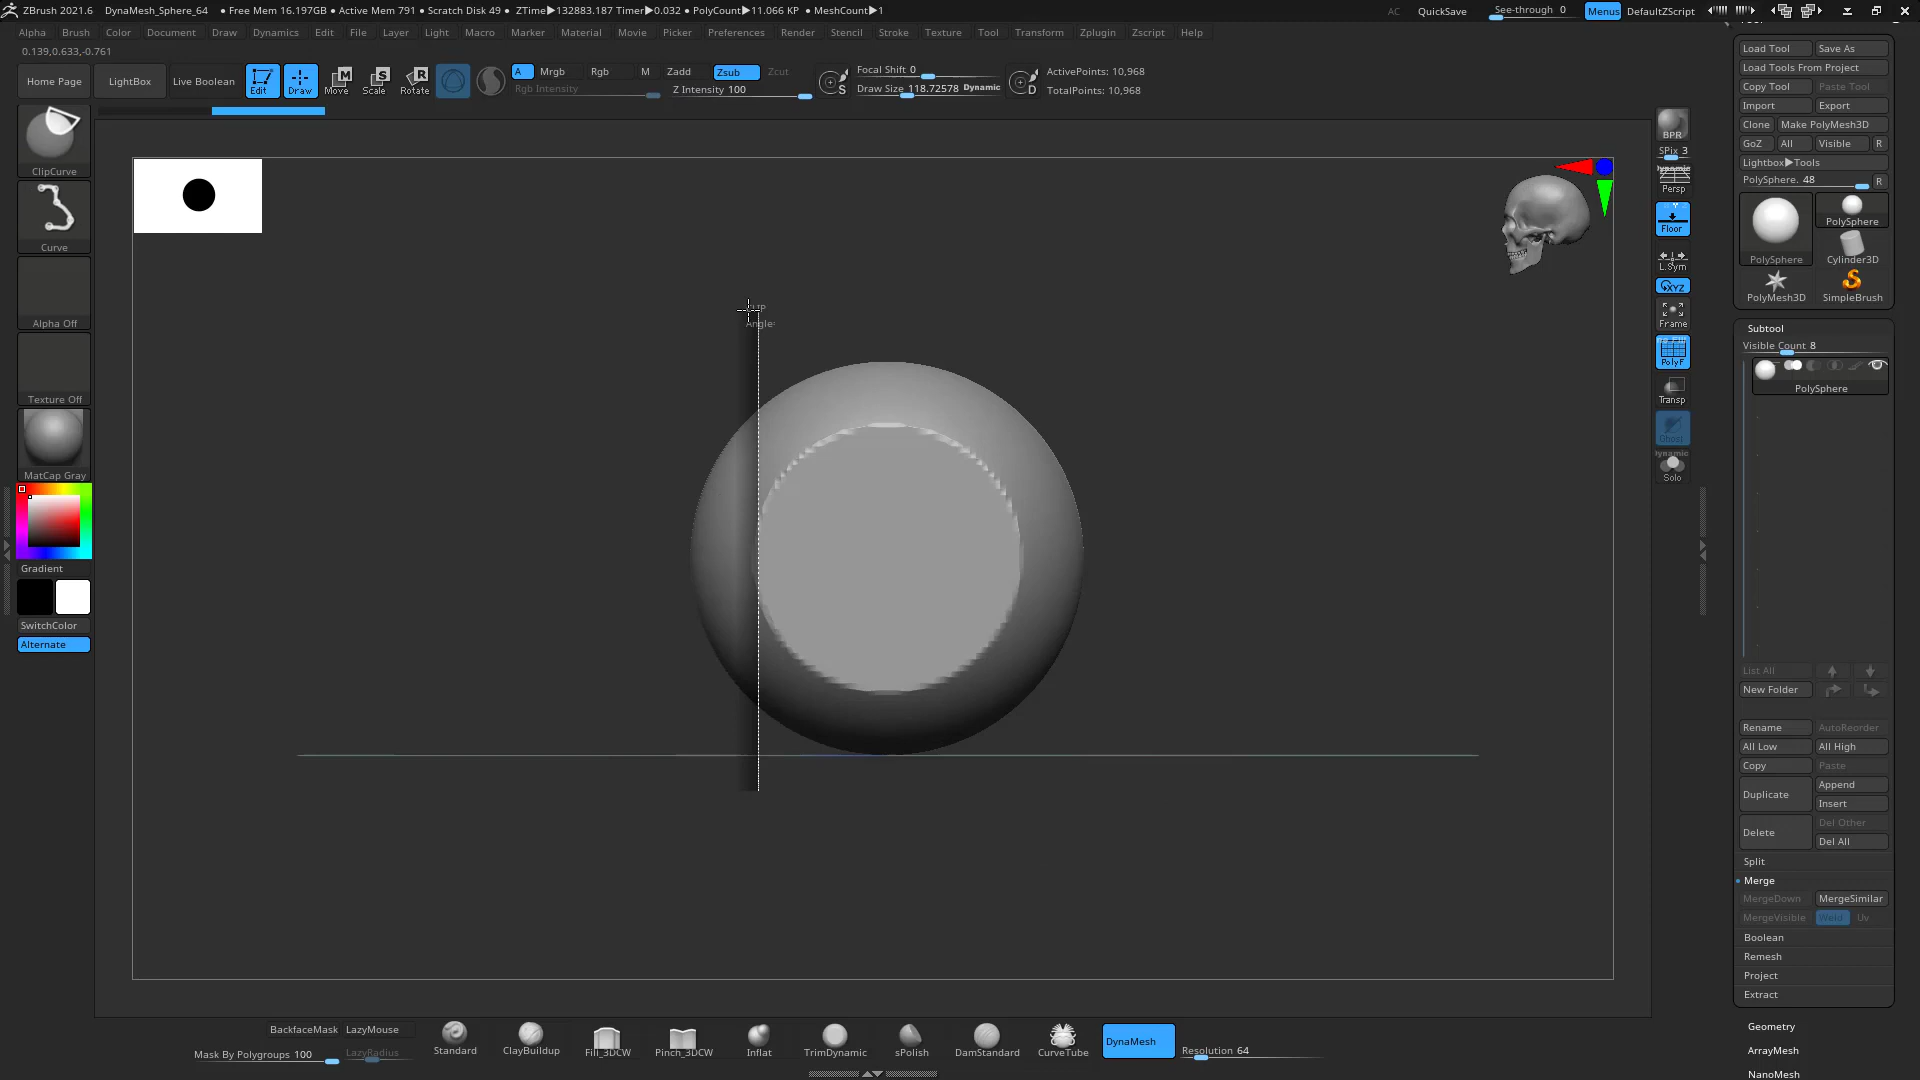 ZBrush 2021.6 DynaMesh_Sphere_64 • Free Mem 16.197GB • Active Mem 791 • Scratch Disk 49 • ZTime▶132883.187 Timer▶0.032 • PolyCount▶11.066 KP • MeshCount▶1 AC QuickSave See-through 0 Menus DefaultZScript
Alpha Brush Color Document Draw Dynamics Edit File Layer Light Macro Marker Material Movie Picker Preferences Render Stencil Stroke Texture Tool Transform Zplugin Zscript Help
0.139,0.633,-0.761
Home Page LightBox Live Boolean Edit Draw Move Scale Rotate
A Mrgb Rgb M Zadd Zsub Zcut
Rgb Intensity Z Intensity 100
S Focal Shift 0
Draw Size 118.72578 Dynamic
D ActivePoints: 10,968
TotalPoints: 10,968
ClipCurve
Curve
Alpha Off
Texture Off
MatCap Gray
Gradient
SwitchColor
Alternate
Angle:
BPR
SPix 3
Dynamic
Persp
Floor
L.Sym
XYZ
Frame
PolyF
Transp
Ghost
Dynamic
Solo
Load Tool Save As
Load Tools From Project
Copy Tool Paste Tool
Import Export
Clone Make PolyMesh3D
GoZ All Visible R
Lightbox▶Tools
PolySphere. 48 R
PolySphere
PolySphere
Cylinder3D
PolyMesh3D
SimpleBrush
Subtool
Visible Count 8
PolySphere
List All
New Folder
Rename AutoReorder
All Low All High
Copy Paste
Duplicate Append
Insert
Delete Del Other
Del All
Split
Merge
MergeDown MergeSimilar
MergeVisible Weld Uv
Boolean
Remesh
Project
Extract
Geometry
ArrayMesh
NanoMesh
BackfaceMask LazyMouse
Mask By Polygroups 100 LazyRadius
Standard ClayBuildup Fill_3DCW Pinch_3DCW Inflat TrimDynamic sPolish DamStandard CurveTube DynaMesh Resolution 64